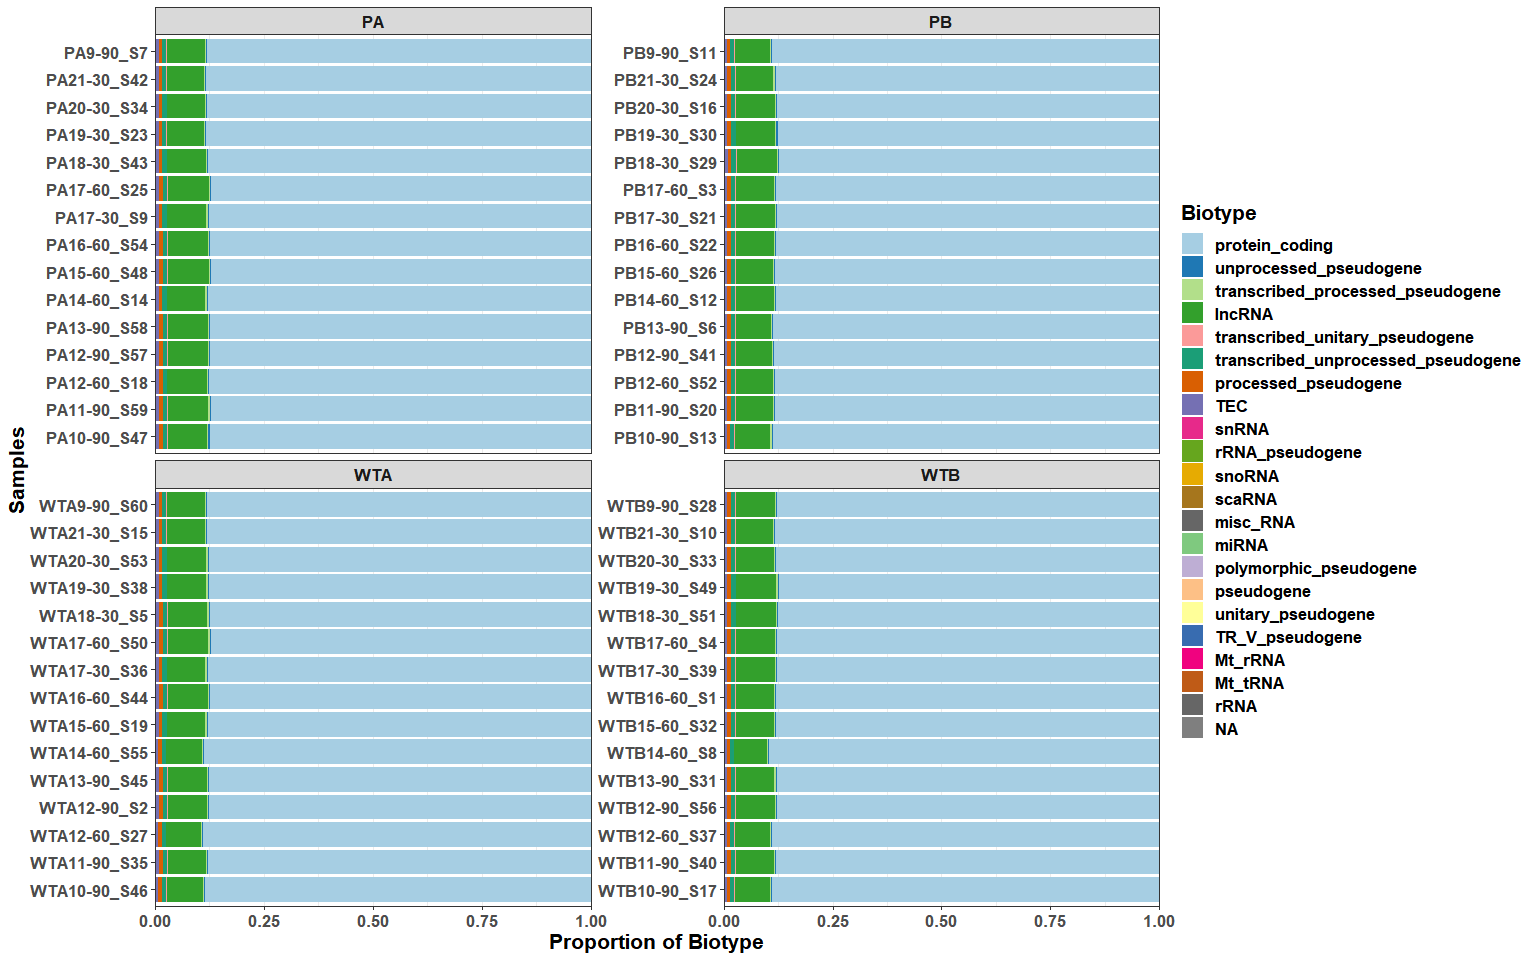 PA
PB
PA9-90_S7
PA21-30_S42
PA20-30_S34
PA19-30_S23
PA18-30_S43
PA17-60_S25
PA17-30_S9
PA16-60_S54
PA15-60_S48
PA14-60_S14
PA13-90_S58
PA12-90_S57
PA12-60_S18
PA11-90_S59
PA10-90_S47
PB9-90_S11
PB21-30_S24
PB20-30_S16
PB19-30_S30
PB18-30_S29
PB17-60_S3
PB17-30_S21
PB16-60_S22
PB15-60_S26
PB14-60_S12
PB13-90_S6
PB12-90_S41
PB12-60_S52
PB11-90_S20
PB10-90_S13
Samples
WTA
WTB
WTA9-90_S60
WTA21-30_S15
WTA20-30_S53
WTA19-30_S38
WTA18-30_S5
WTA17-60_S50
WTA17-30_S36
WTA16-60_S44
WTA15-60_S19
WTA14-60_S55
WTA13-90_S45
WTA12-90_S2
WTA12-60_S27
WTA11-90_S35
WTA10-90_S46
WTB9-90_S28
WTB21-30_S10
WTB20-30_S33
WTB19-30_S49
WTB18-30_S51
WTB17-60_S4
WTB17-30_S39
WTB16-60_S1
WTB15-60_S32
WTB14-60_S8
WTB13-90_S31
WTB12-90_S56
WTB12-60_S37
WTB11-90_S40
WTB10-90_S17
0.00 0.25 0.50 0.75 1.00
0.00 0.25 0.50 0.75 1.00
Proportion of Biotype
Biotype
protein_coding
unprocessed_pseudogene
transcribed_processed_pseudogene
lncRNA
transcribed_unitary_pseudogene
transcribed_unprocessed_pseudogene
processed_pseudogene
TEC
snRNA
rRNA_pseudogene
snoRNA
scaRNA
misc_RNA
miRNA
polymorphic_pseudogene
pseudogene
unitary_pseudogene
TR_V_pseudogene
Mt_rRNA
Mt_tRNA
rRNA
NA